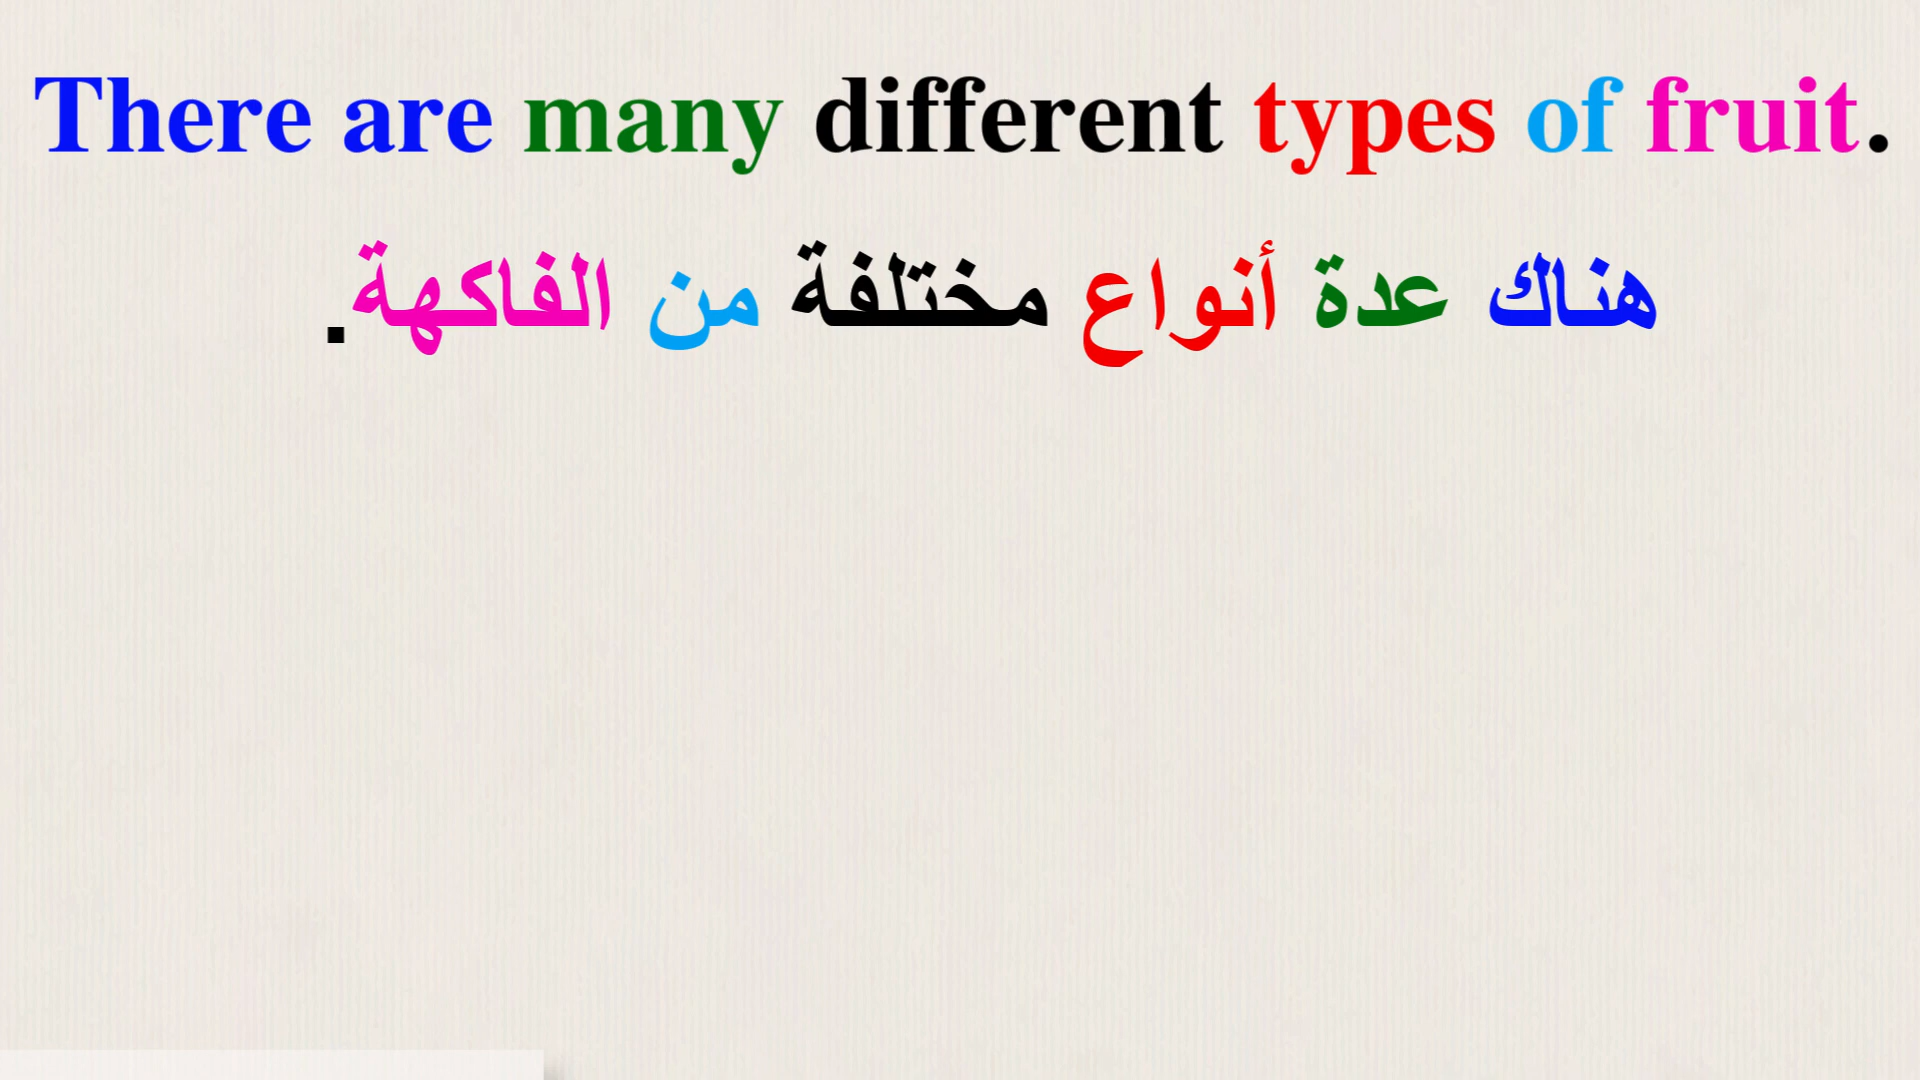 There are many different types of fruit.
هناك عدة أنواع مختلفة من الفاكهة.